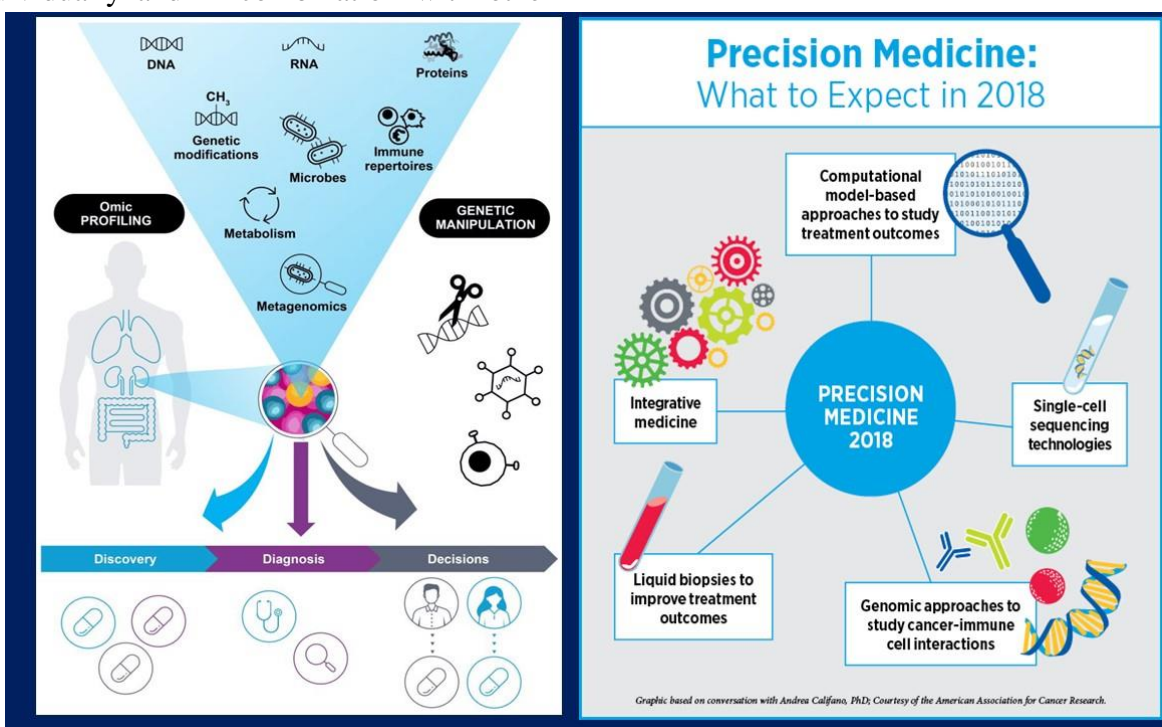 DNA
RNA
Proteins
CH3
Genetic
modifications
Microbes
Immune
repertoires
Omic
PROFILING
Metabolism
GENETIC
MANIPULATION
Metagenomics
Discovery
Diagnosis
Decisions
Precision Medicine:
What to Expect in 2018
Computational
model-based
approaches to study
treatment outcomes
Integrative
medicine
PRECISION
MEDICINE
2018
Single-cell
sequencing
technologies
Liquid biopsies to
improve treatment
outcomes
Genomic approaches to
study cancer-immune
cell interactions
Graphic based on conversation with Andrea Califano, PhD; Courtesy of the American Association for Cancer Research.